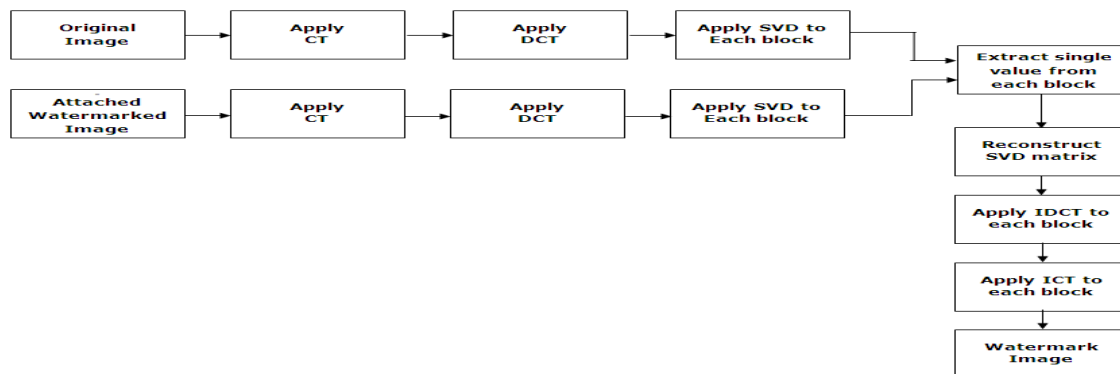 Original
Image
Apply
CT
Apply
DCT
Apply SVD to
Each block
Extract single
value from
each block
Attached
Watermarked
Image
Apply
CT
Apply
DCT
Apply SVD to
Each block
Reconstruct
SVD matrix
Apply IDCT to
each block
Apply ICT to
each block
Watermark
Image